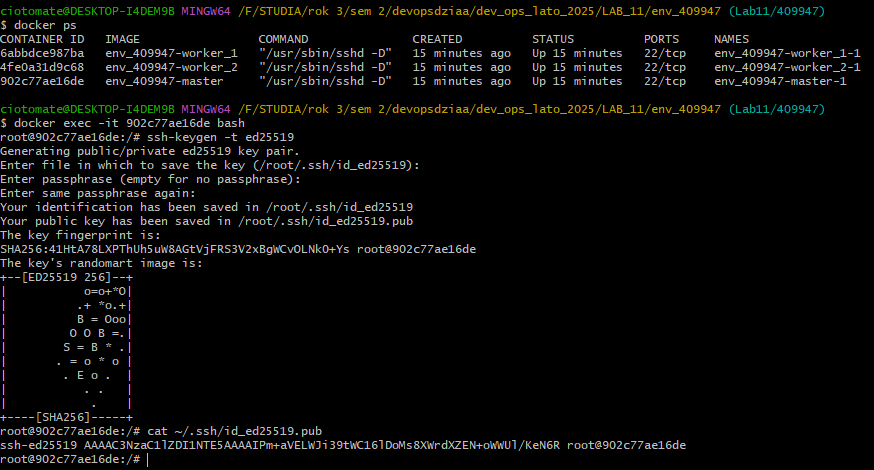 ciotomate@DESKTOP-I4DEM9B MINGW64 /F/STUDIA/rok 3/sem 2/devopsdziaa/dev_ops_lato_2025/LAB_11/env_409947 (Lab11/409947)
$ docker ps
CONTAINER ID   IMAGE                 COMMAND               CREATED          STATUS          PORTS     NAMES
6abbdce987ba   env_409947-worker_1   "/usr/sbin/sshd -D"   15 minutes ago   Up 15 minutes   22/tcp    env_409947-worker_1-1
4fe0a31d9c68   env_409947-worker_2   "/usr/sbin/sshd -D"   15 minutes ago   Up 15 minutes   22/tcp    env_409947-worker_2-1
902c77ae16de   env_409947-master     "/usr/sbin/sshd -D"   15 minutes ago   Up 15 minutes   22/tcp    env_409947-master-1
ciotomate@DESKTOP-I4DEM9B MINGW64 /F/STUDIA/rok 3/sem 2/devopsdziaa/dev_ops_lato_2025/LAB_11/env_409947 (Lab11/409947)
$ docker exec -it 902c77ae16de bash
root@902c77ae16de:/# ssh-keygen -t ed25519
Generating public/private ed25519 key pair.
Enter file in which to save the key (/root/.ssh/id_ed25519):
Enter passphrase (empty for no passphrase):
Enter same passphrase again:
Your identification has been saved in /root/.ssh/id_ed25519
Your public key has been saved in /root/.ssh/id_ed25519.pub
The key fingerprint is:
SHA256:41HtA78LXPThUh5uW8AGtVjFRS3V2xBgWCvOLNkO+Ys root@902c77ae16de
The key's randomart image is:
+--[ED25519 256]--+
|           o=o+*O|
|          .+ *o.+|
|          B = Ooo|
|         O O B =.|
|        S = B * .|
|       . = o * o |
|        . E o .  |
|           . .   |
|            .    |
+----[SHA256]-----+
root@902c77ae16de:/# cat ~/.ssh/id_ed25519.pub
ssh-ed25519 AAAAC3NzaC1lZDI1NTE5AAAAIPm+aVELWJi39tWC16lDoMs8XWrdXZEN+oWWUl/KeN6R root@902c77ae16de
root@902c77ae16de:/#